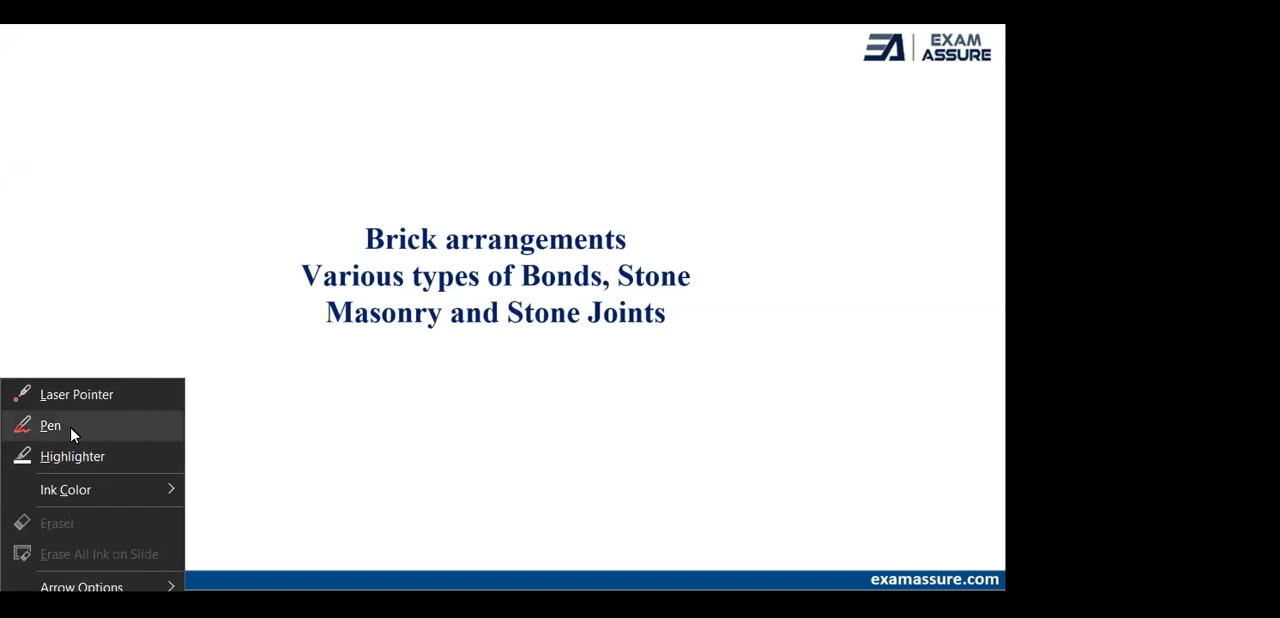 EXAM
ASSURE
Brick arrangements
Various types of Bonds, Stone
Masonry and Stone Joints
Laser Pointer
Pen
Highlighter
Ink Color
Eraser
Erase All Ink on Slide
Arrow Options
examassure.com